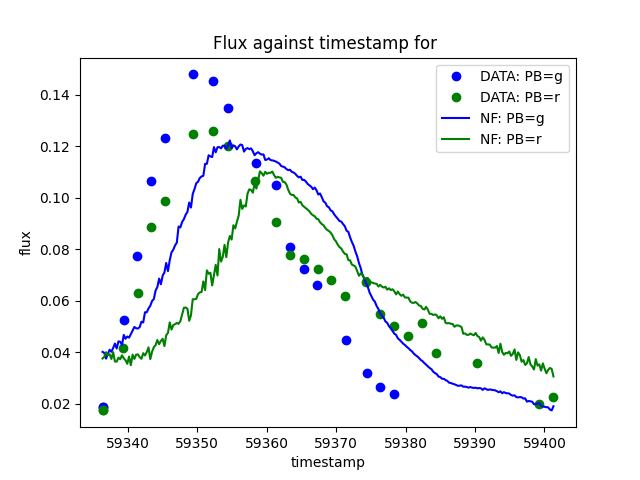 Flux against timestamp for
DATA: PB=g
DATA: PB=r
NF: PB=g
NF: PB=r
flux
0.14
0.12
0.10
0.08
0.06
0.04
0.02
59340 59350 59360 59370 59380 59390 59400
timestamp